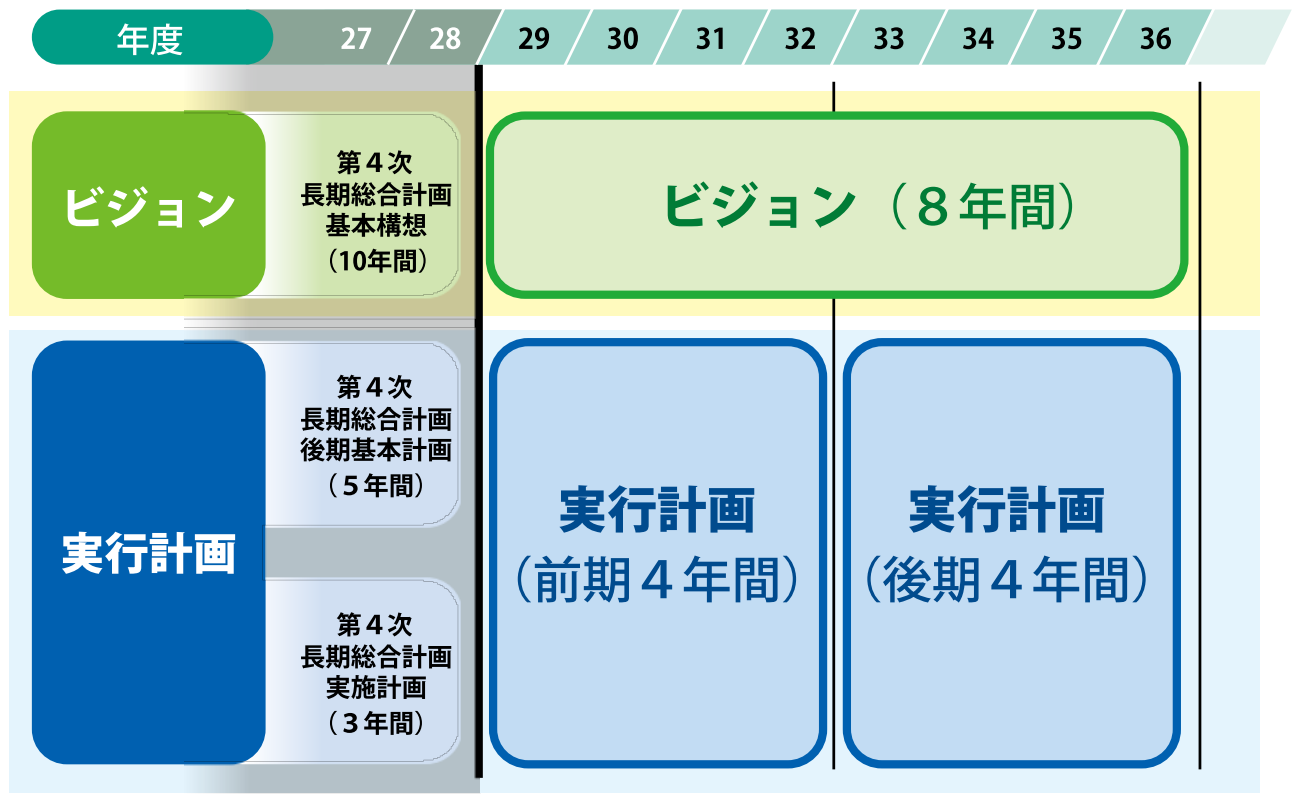 年度 27 28 29 30 31 32 33 34 35 36
ビジョン
第４次
長期総合計画
基本構想
（10年間）
ビジョン（８年間）
実行計画
第４次
長期総合計画
後期基本計画
（５年間）
第４次
長期総合計画
実施計画
（３年間）
実行計画
（前期４年間）
実行計画
（後期４年間）